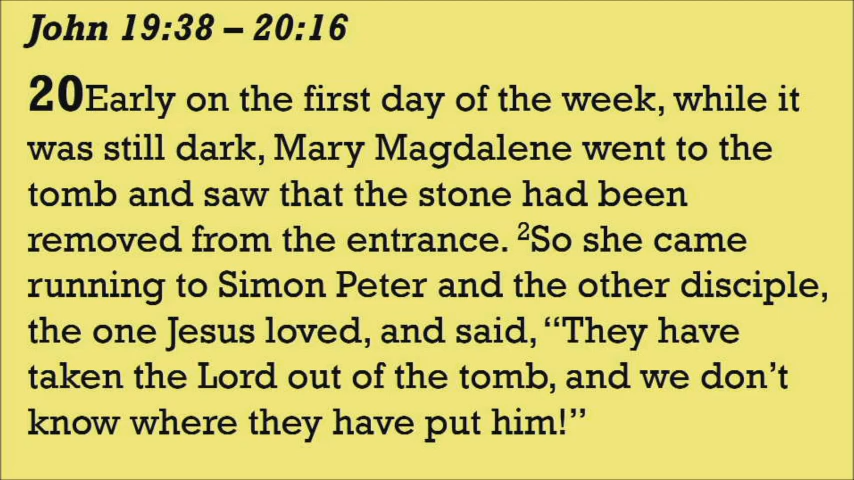 John 19:38 – 20:16
20Early on the first day of the week, while it
was still dark, Mary Magdalene went to the
tomb and saw that the stone had been
removed from the entrance. ²So she came
running to Simon Peter and the other disciple,
the one Jesus loved, and said, “They have
taken the Lord out of the tomb, and we don’t
know where they have put him!”